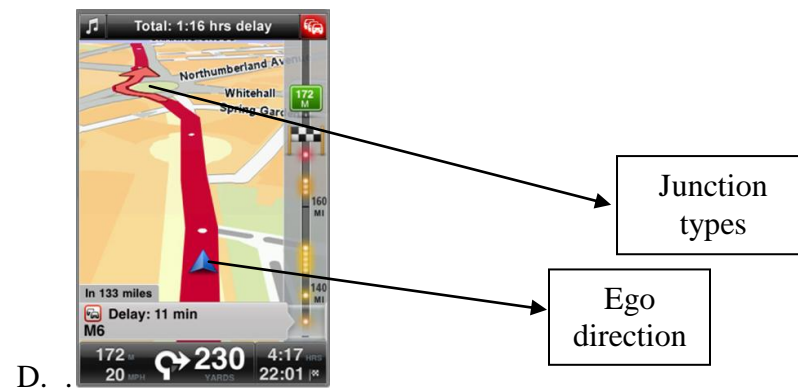 Total: 1:16 hrs delay
Northumberland Av
Whitehall
172
M
Spring Gard
160
MI
140
MI
In 133 miles
Delay: 11 min
M6
172 M
20 MPH
230
YARDS
4:17 HRS
22:01
Junction
types
Ego
direction
D. .